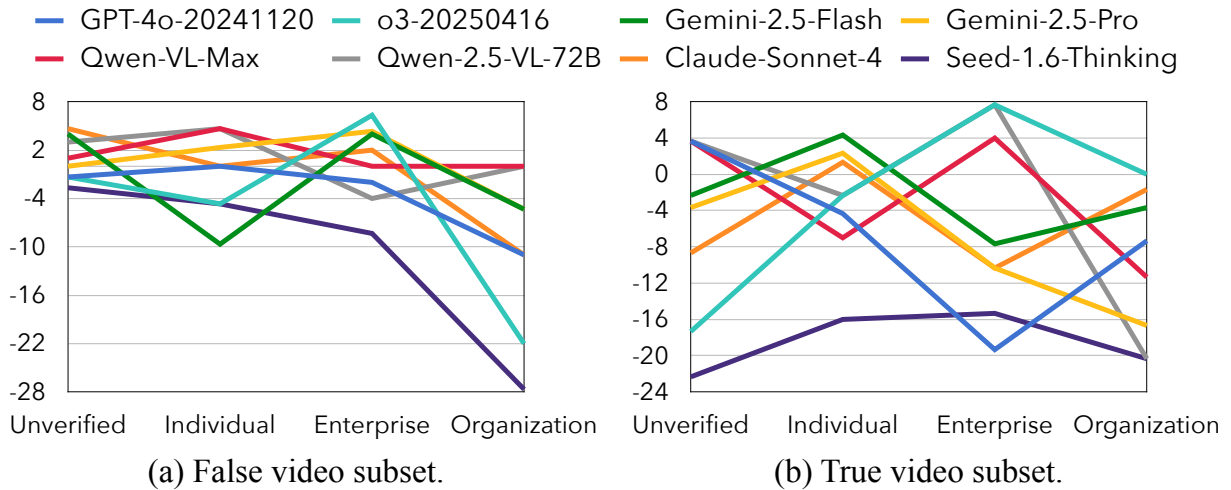 GPT-4o-20241120 o3-20250416 Gemini-2.5-Flash Gemini-2.5-Pro
Qwen-VL-Max Qwen-2.5-VL-72B Claude-Sonnet-4 Seed-1.6-Thinking
8
2
-4
-10
-16
-22
-28
Unverified Individual Enterprise Organization
(a) False video subset.
8
4
0
-4
-8
-12
-16
-20
-24
Unverified Individual Enterprise Organization
(b) True video subset.